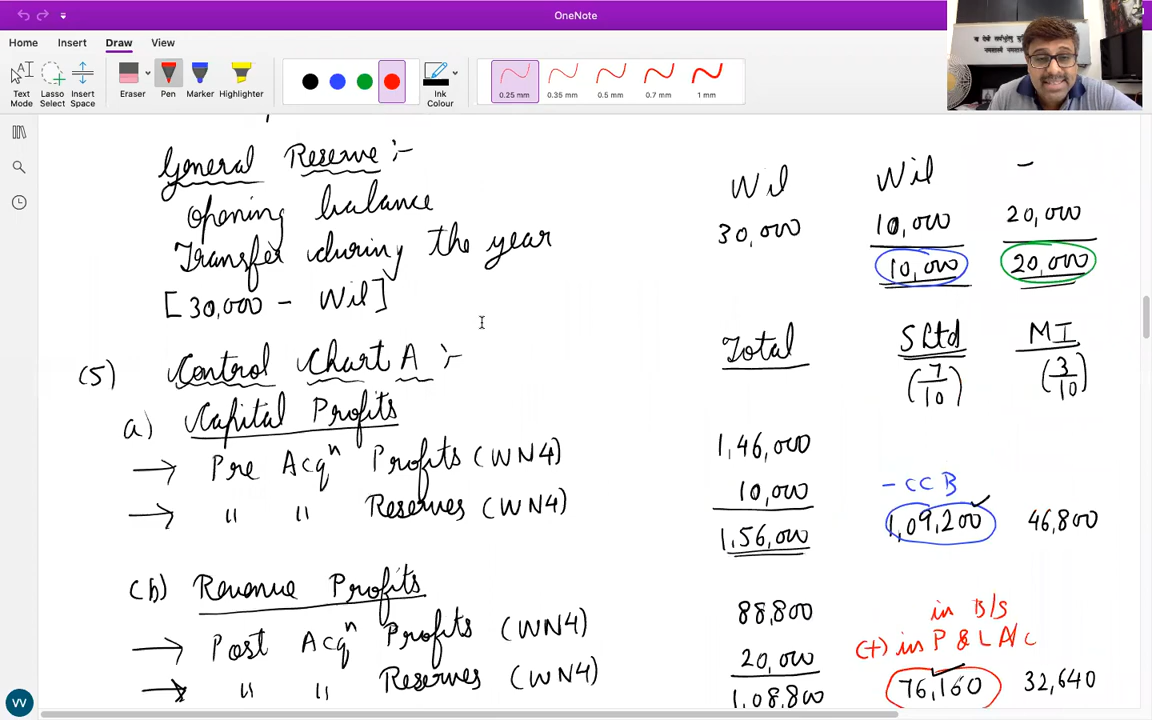 OneNote
Home Insert Draw View
Text Mode Lasso Select Insert Space Eraser Pen Marker Highlighter Ink Colour 0.25 mm 0.35 mm 0.5 mm 0.7 mm 1 mm
General Reserve :-
Opening balance Nil Nil -
Transfer during the year 30,000 10,000 20,000
[30,000 - Nil] 10,000 20,000
(5) Control Chart A :- Total S Ltd (7/10) MI (3/10)
a) Capital Profits
→ Pre Acqⁿ Profits (WN4) 1,46,000
→ " " Reserves (WN4) 10,000 - CCB
1,56,000 1,09,200 46,800
(b) Revenue Profits
→ Post Acqⁿ Profits (WN4) 88,800 in B/S
→ " " Reserves (WN4) 20,000 (+) in P & L A/c
1,08,800 76,160 32,640
VV